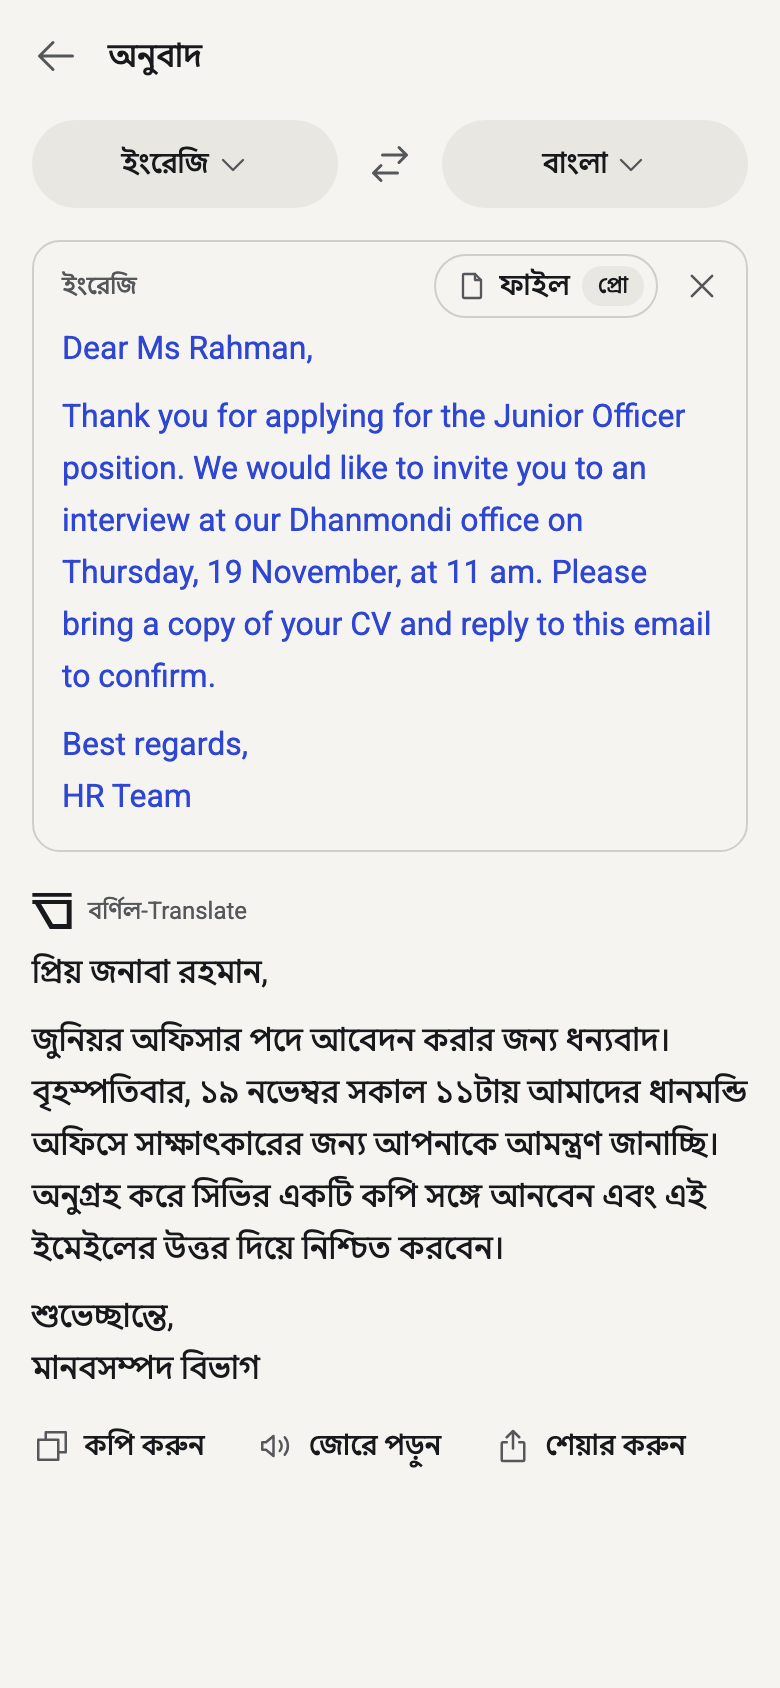 অনুবাদ
ইংরেজি
বাংলা
ইংরেজি
ফাইল প্রো
Dear Ms Rahman,
Thank you for applying for the Junior Officer
position. We would like to invite you to an
interview at our Dhanmondi office on
Thursday, 19 November, at 11 am. Please
bring a copy of your CV and reply to this email
to confirm.
Best regards,
HR Team
বর্ণিল-Translate
প্রিয় জনাবা রহমান,
জুনিয়র অফিসার পদে আবেদন করার জন্য ধন্যবাদ।
বৃহস্পতিবার, ১৯ নভেম্বর সকাল ১১টায় আমাদের ধানমন্ডি
অফিসে সাক্ষাৎকারের জন্য আপনাকে আমন্ত্রণ জানাচ্ছি।
অনুগ্রহ করে সিভির একটি কপি সঙ্গে আনবেন এবং এই
ইমেইলের উত্তর দিয়ে নিশ্চিত করবেন।
শুভেচ্ছান্তে,
মানবসম্পদ বিভাগ
কপি করুন
জোরে পড়ুন
শেয়ার করুন